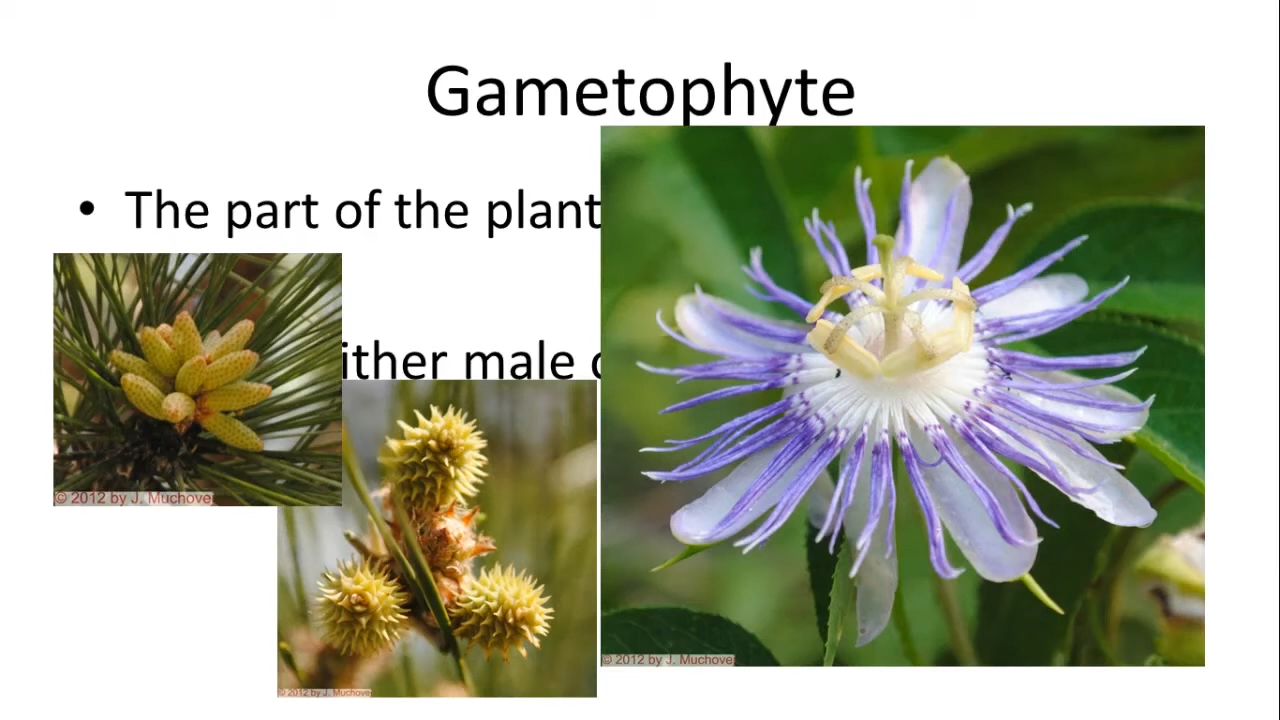 Gametophyte
• The part of the plant
ither male
© 2012 by J. Muchove
© 2012 by J. Muchove
© 2012 by J. Muchove